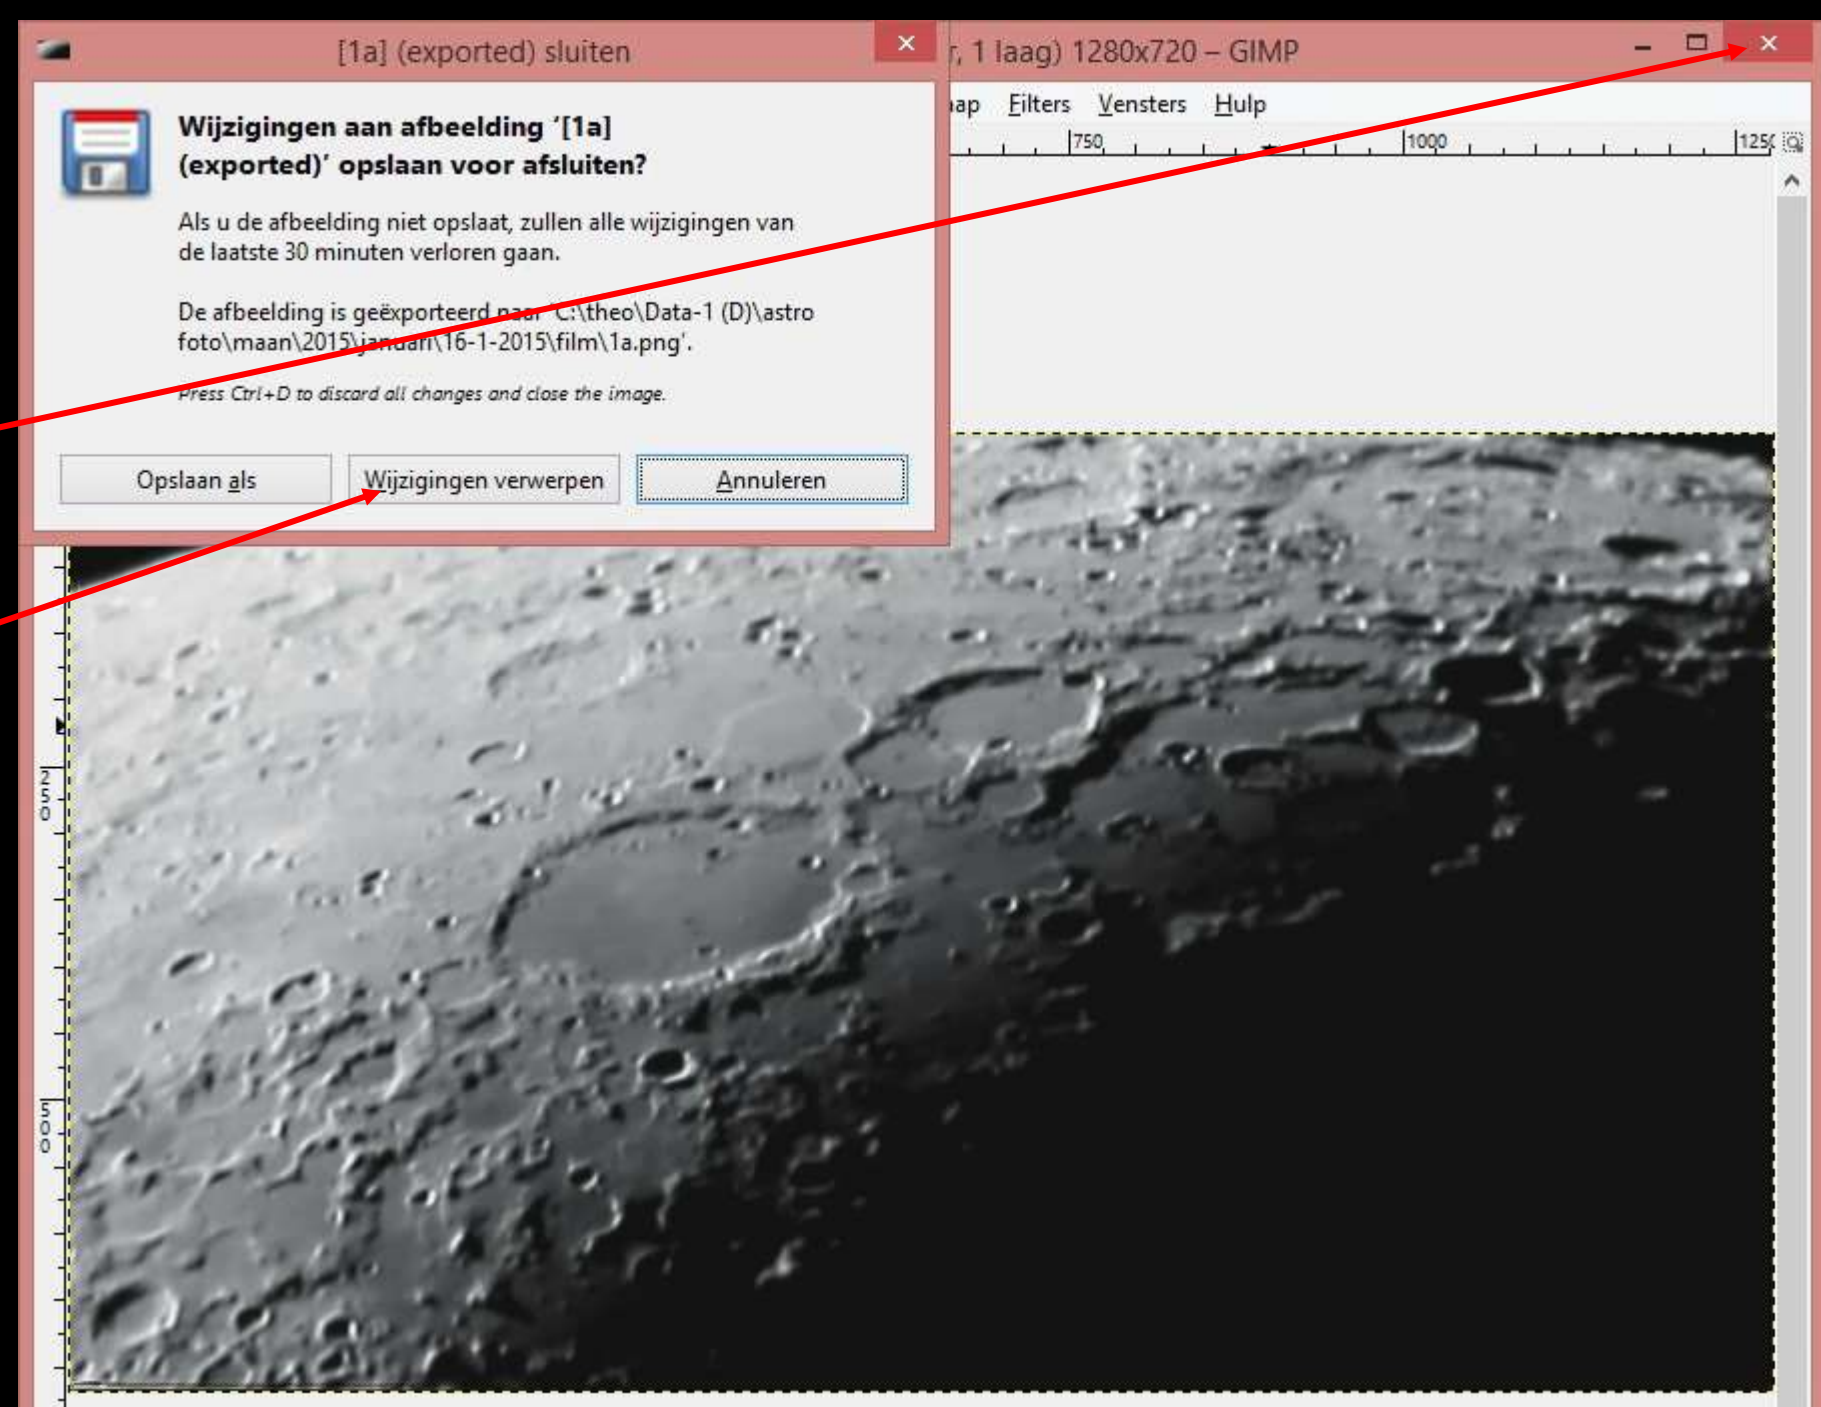 [1a] (exported) sluiten
r, 1 laag) 1280x720 – GIMP
Filters Vensters Hulp
750 1000
Wijzigingen aan afbeelding ‘[1a]
(exported)’ opslaan voor afsluiten?
Als u de afbeelding niet opslaat, zullen alle wijzigingen van
de laatste 30 minuten verloren gaan.
De afbeelding is geëxporteerd naar ‘C:\theo\Data-1 (D)\astro
foto\maan\2015\januari\16-1-2015\film\1a.png’.
Press Ctrl+D to discard all changes and close the image.
Opslaan als
Wijzigingen verwerpen
Annuleren
250
500